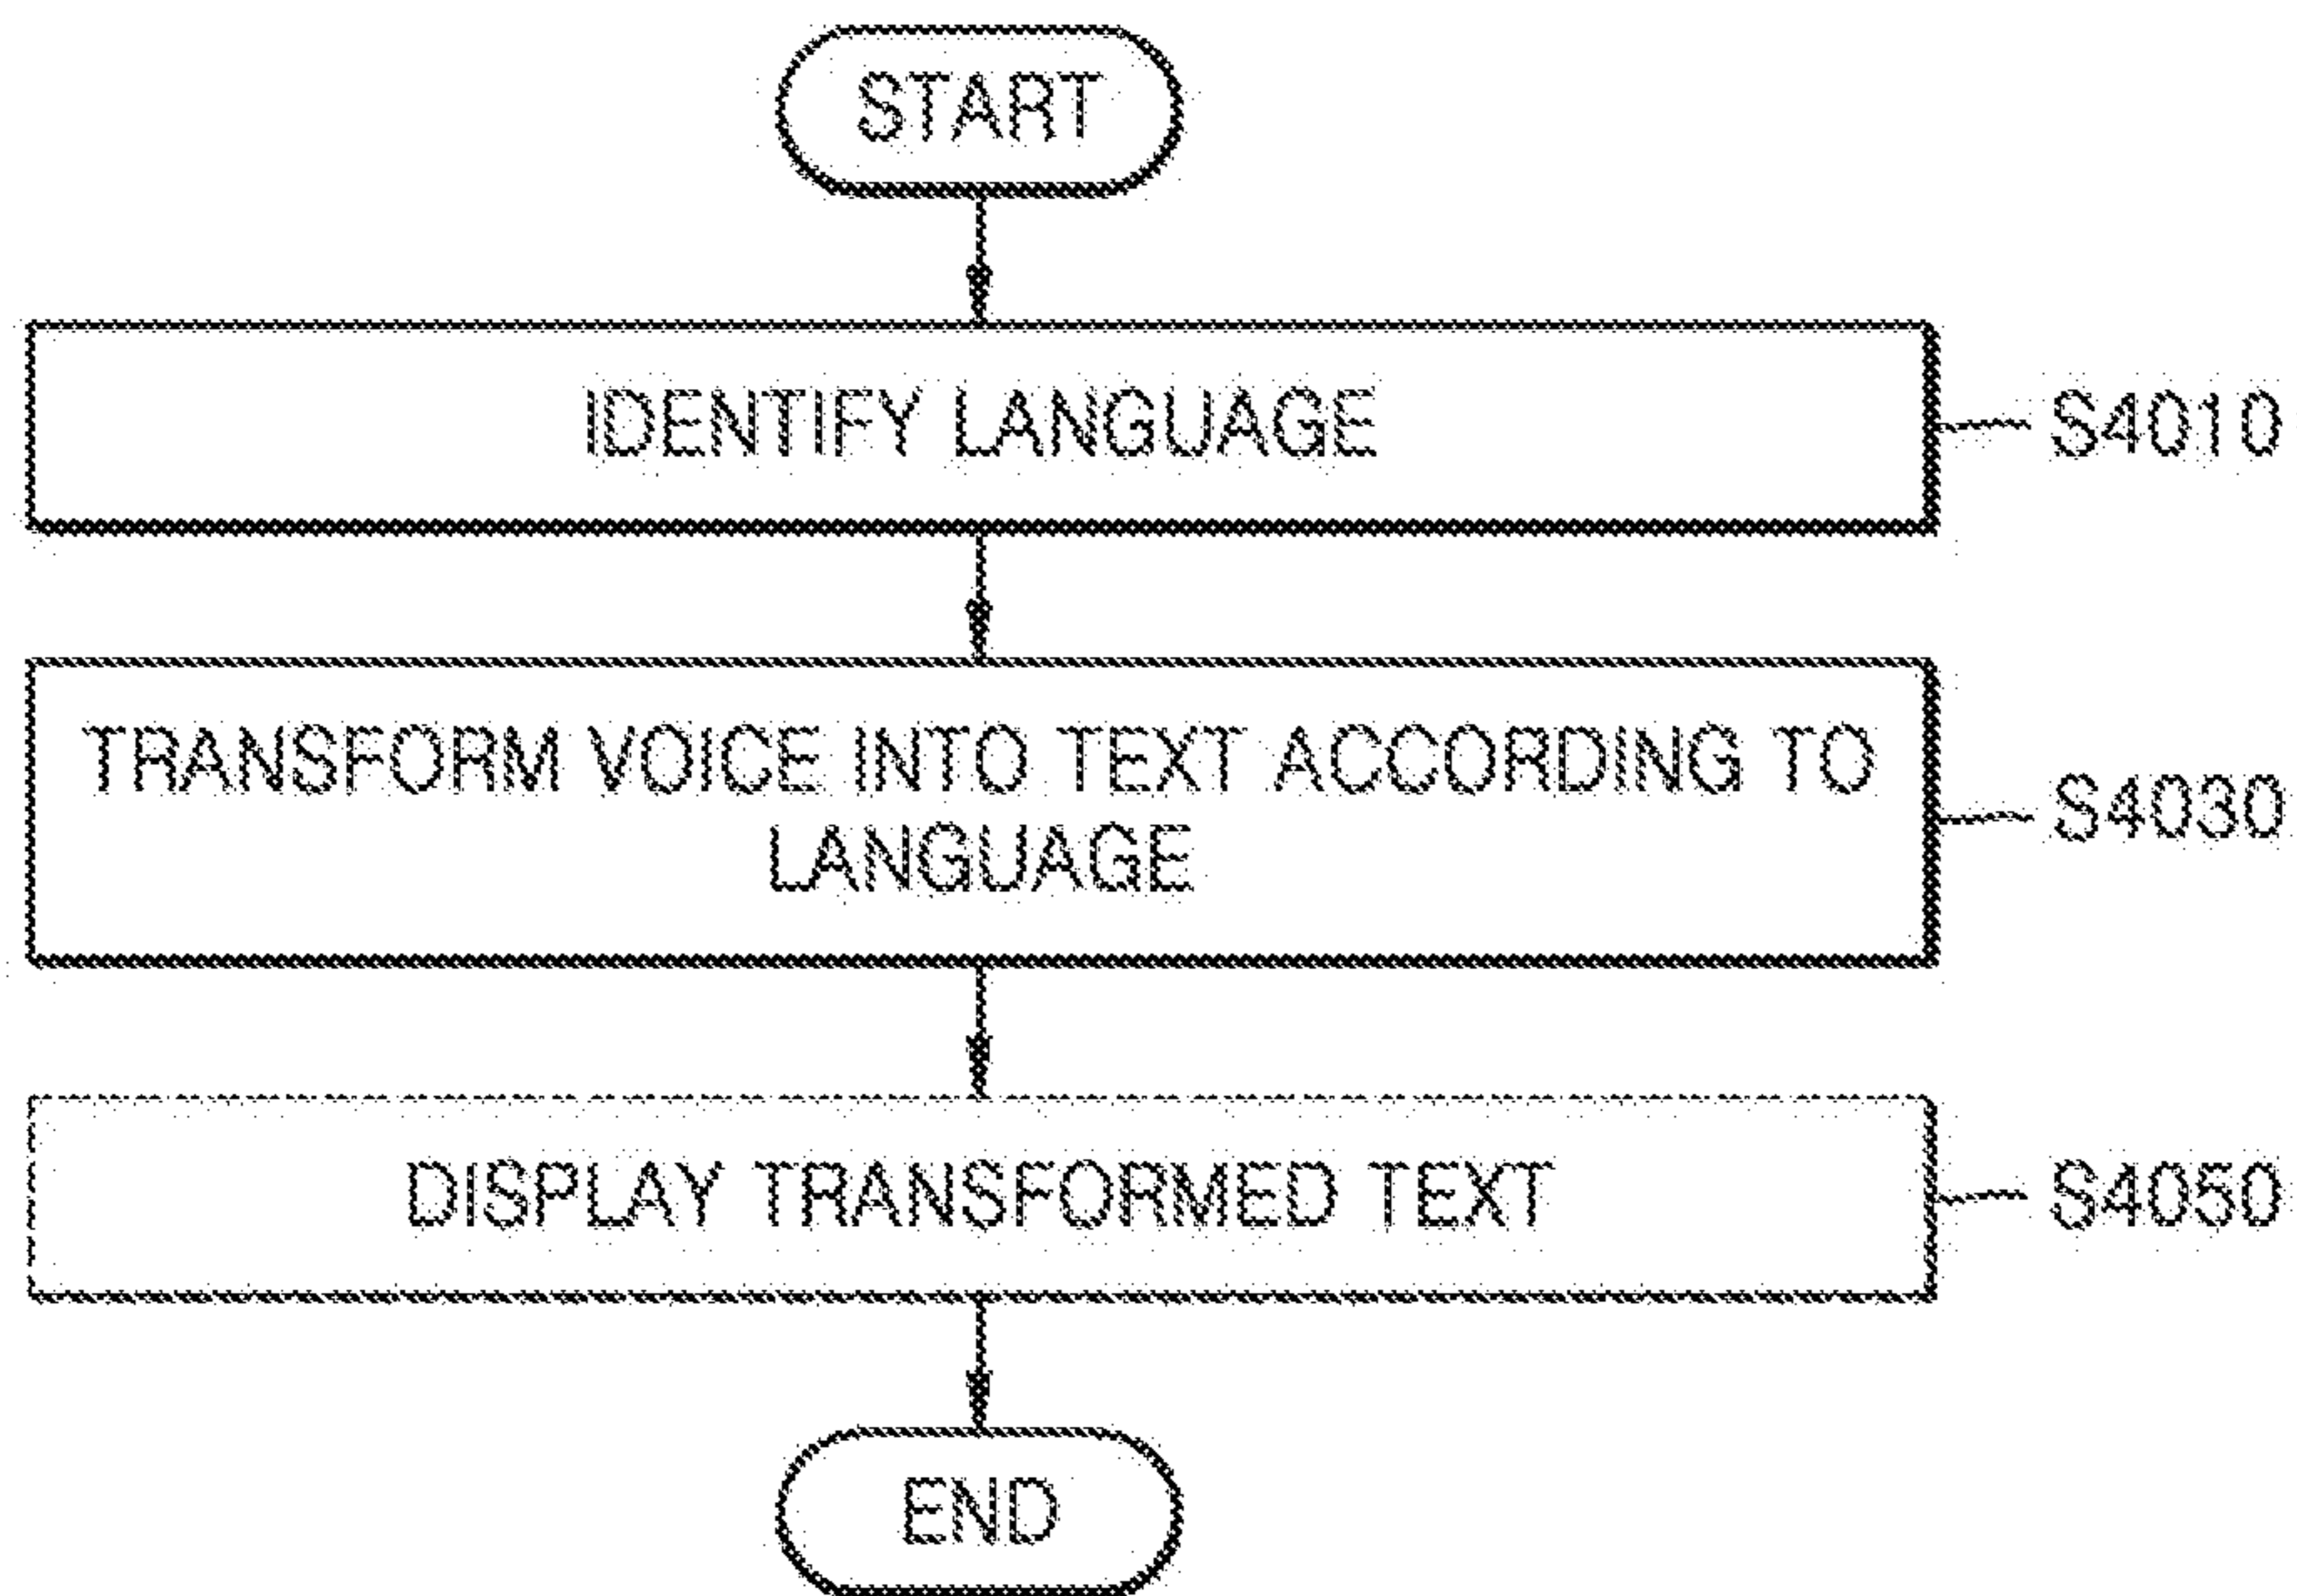 START
IDENTIFY LANGUAGE
S4010
TRANSFORM VOICE INTO TEXT ACCORDING TO
LANGUAGE
S4030
DISPLAY TRANSFORMED TEXT
S4050
END